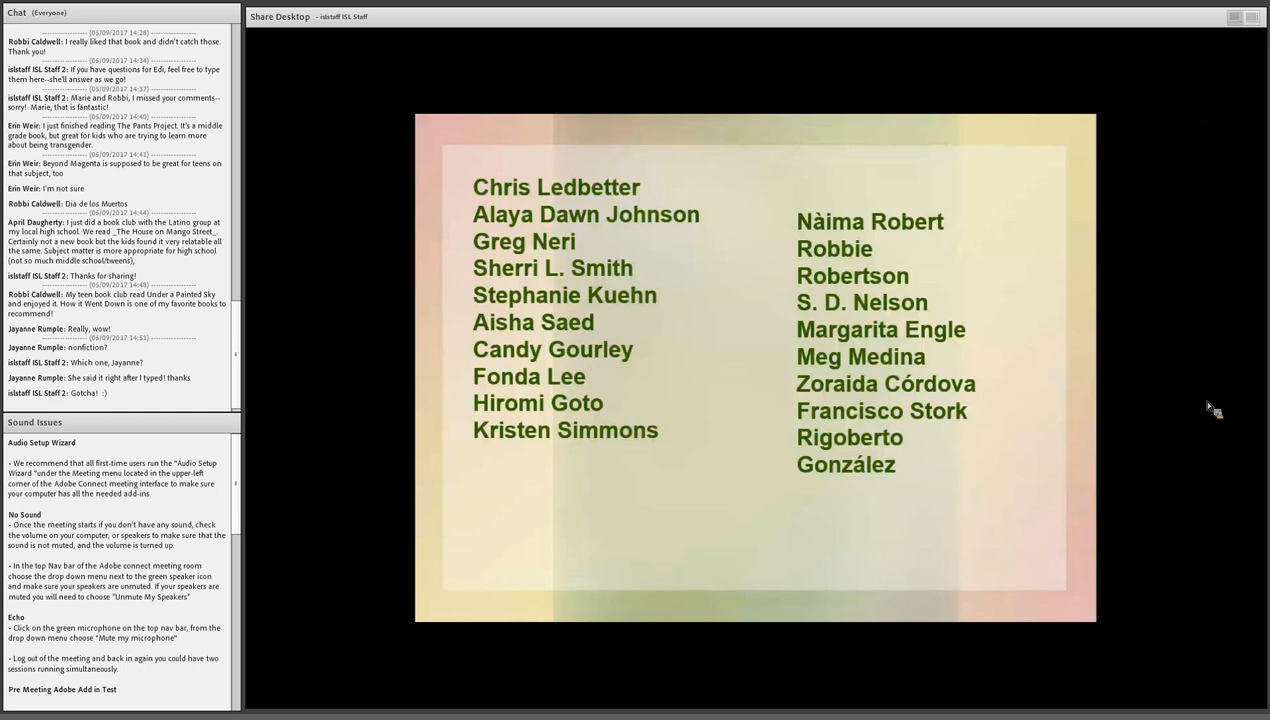 Chat (Everyone)
------------------ (05/09/2017 14:28) ------------------
Robbi Caldwell: I really liked that book and didn't catch those.
Thank you!
------------------ (05/09/2017 14:34) ------------------
islstaff ISL Staff 2: If you have questions for Edi, feel free to type
them here--she'll answer as we go!
------------------ (05/09/2017 14:37) ------------------
islstaff ISL Staff 2: Marie and Robbi, I missed your comments--
sorry! Marie, that is fantastic!
------------------ (05/09/2017 14:40) ------------------
Erin Weir: I just finished reading The Pants Project. It's a middle
grade book, but great for kids who are trying to learn more
about being transgender.
------------------ (05/09/2017 14:41) ------------------
Erin Weir: Beyond Magenta is supposed to be great for teens on
that subject, too
Erin Weir: I'm not sure
Robbi Caldwell: Dia de los Muertos
------------------ (05/09/2017 14:44) ------------------
April Daugherty: I just did a book club with the Latino group at
my local high school. We read _The House on Mango Street_.
Certainly not a new book but the kids found it very relatable all
the same. Subject matter is more appropriate for high school
(not so much middle school/tweens),
islstaff ISL Staff 2: Thanks for sharing!
------------------ (05/09/2017 14:48) ------------------
Robbi Caldwell: My teen book club read Under a Painted Sky
and enjoyed it. How it Went Down is one of my favorite books to
recommend!
Jayanne Rumple: Really, wow!
------------------ (05/09/2017 14:51) ------------------
Jayanne Rumple: nonfiction?
islstaff ISL Staff 2: Which one, Jayanne?
Jayanne Rumple: She said it right after I typed! thanks
islstaff ISL Staff 2: Gotcha! :)
Sound Issues
Audio Setup Wizard
• We recommend that all first-time users run the "Audio Setup
Wizard "under the Meeting menu located in the upper-left
corner of the Adobe Connect meeting interface to make sure
your computer has all the needed add-ins.
No Sound
• Once the meeting starts if you don't have any sound, check
the volume on your computer, or speakers to make sure that the
sound is not muted, and the volume is turned up.
• In the top Nav bar of the Adobe connect meeting room
choose the drop down menu next to the green speaker icon
and make sure your speakers are unmuted. If your speakers are
muted you will need to choose "Unmute My Speakers"
Echo
• Click on the green microphone on the top nav bar, from the
drop down menu choose "Mute my microphone"
• Log out of the meeting and back in again you could have two
sessions running simultaneously.
Pre Meeting Adobe Add in Test
Share Desktop - islstaff ISL Staff
Chris Ledbetter
Alaya Dawn Johnson
Greg Neri
Sherri L. Smith
Stephanie Kuehn
Aisha Saed
Candy Gourley
Fonda Lee
Hiromi Goto
Kristen Simmons
Nàima Robert
Robbie
Robertson
S. D. Nelson
Margarita Engle
Meg Medina
Zoraida Córdova
Francisco Stork
Rigoberto
González